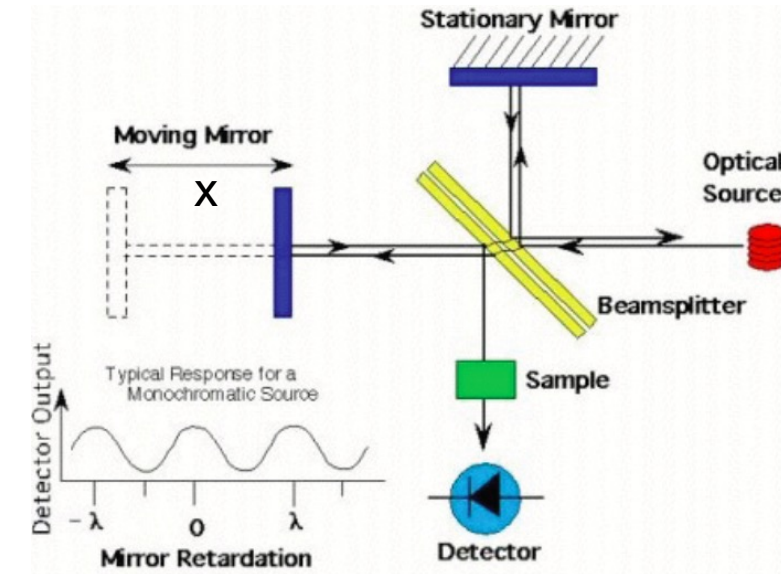 Stationary Mirror
Moving Mirror
X
Optical
Source
Beamsplitter
Typical Response for a
Monochromatic Source
Sample
Detector Output
- λ
0
λ
Mirror Retardation
Detector